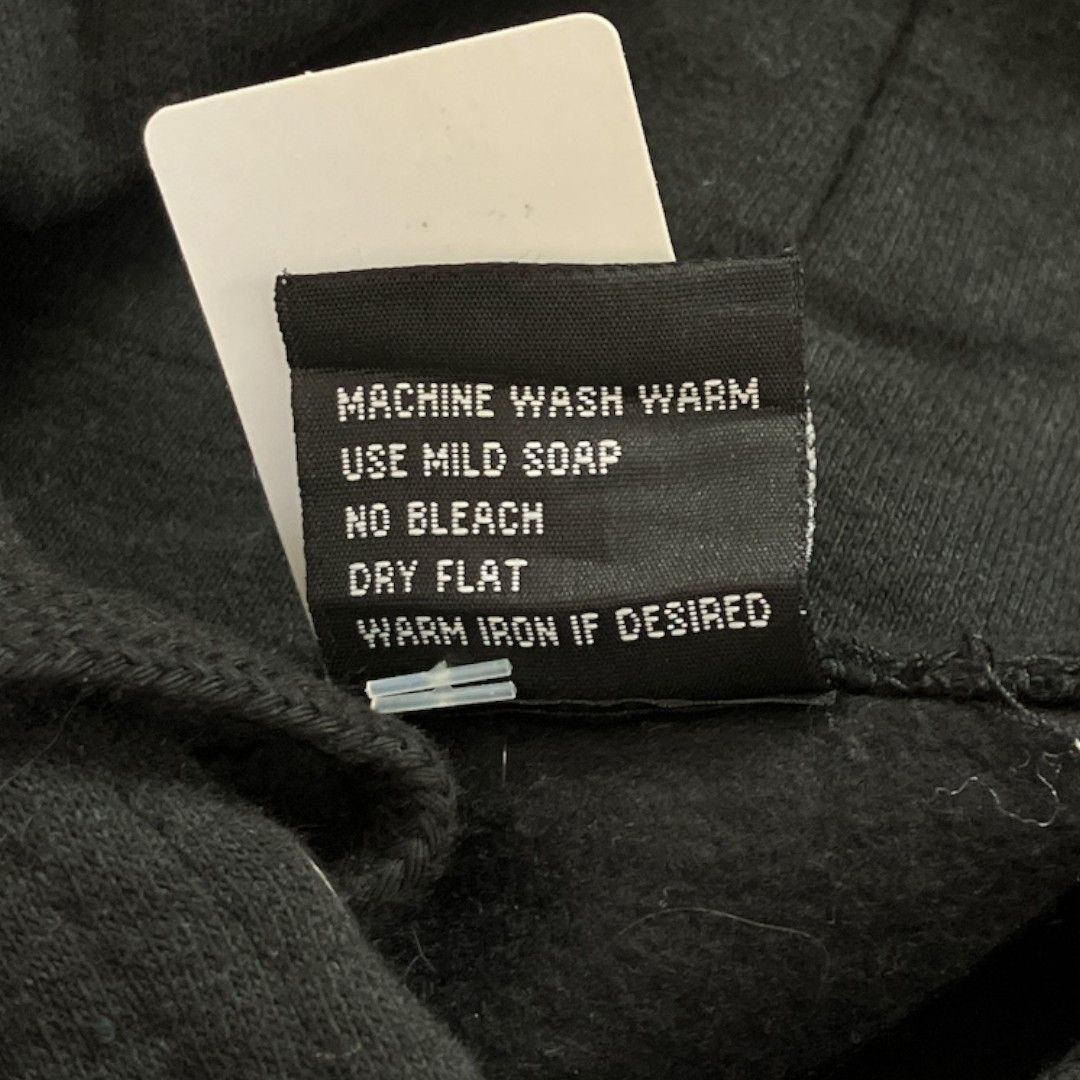 MACHINE WASH WARM
USE MILD SOAP
NO BLEACH
DRY FLAT
WARM IRON IF DESIRED